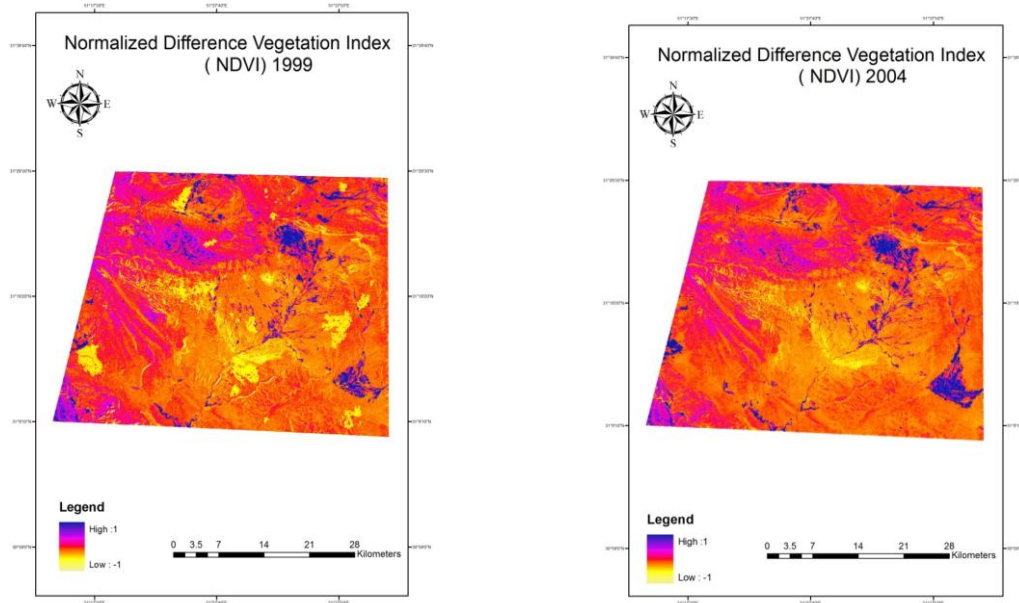 Normalized Difference Vegetation Index
( NDVI) 1999
N
W E
S
Legend
High :1
Low : -1
0 3.5 7 14 21 28
Kilometers
Normalized Difference Vegetation Index
( NDVI) 2004
N
W E
S
Legend
High :1
Low : -1
0 3.5 7 14 21 28
Kilometers